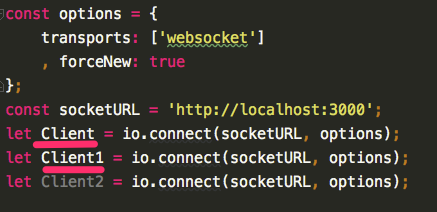 const options = {
transports: ['websocket']
, forceNew: true
};
const socketURL = 'http://localhost:3000';
let Client = io.connect(socketURL, options);
let Client1 = io.connect(socketURL, options);
let Client2 = io.connect(socketURL, options);